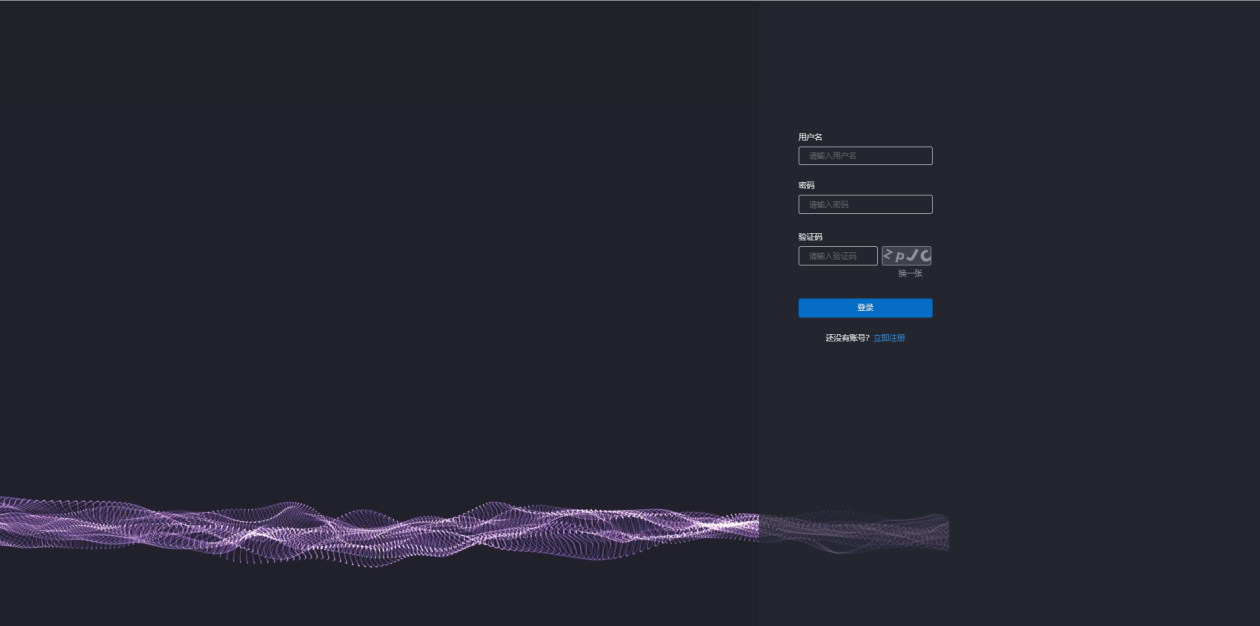 用户名
请输入用户名
密码
请输入密码
验证码
请输入验证码
zpJC
换一张
登录
还没有账号? 立即注册